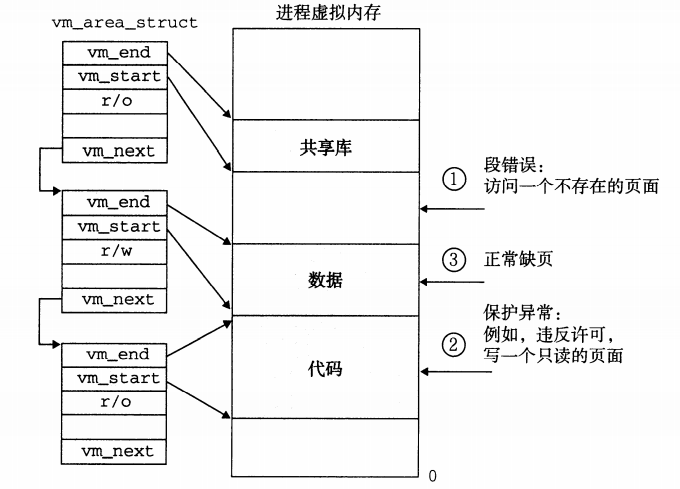 进程虚拟内存
vm_area_struct
vm_end
vm_start
r/o
vm_next
vm_end
vm_start
r/w
vm_next
vm_end
vm_start
r/o
vm_next
共享库
数据
代码
0
① 段错误:
访问一个不存在的页面
③ 正常缺页
保护异常:
② 例如,违反许可,
写一个只读的页面